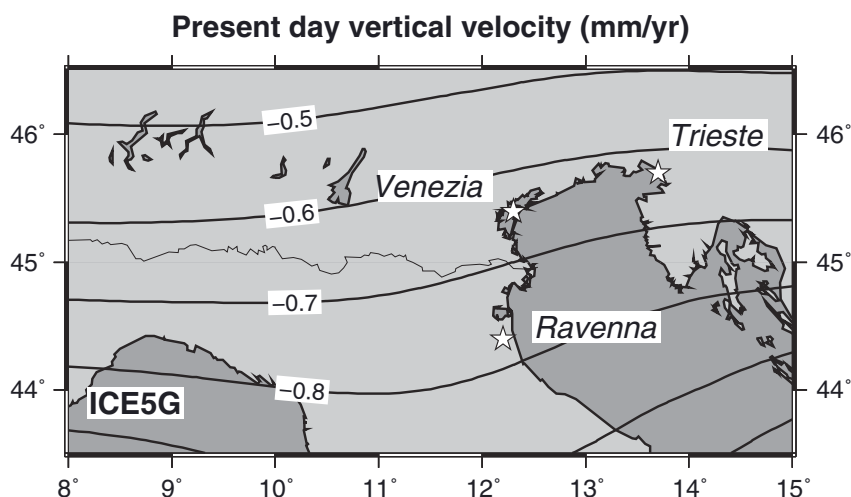 Present day vertical velocity (mm/yr)
46˚ −0.5 Trieste 46˚
Venezia
−0.6
45˚ 45˚
−0.7
Ravenna
44˚ −0.8 44˚
ICE5G
8˚ 9˚ 10˚ 11˚ 12˚ 13˚ 14˚ 15˚